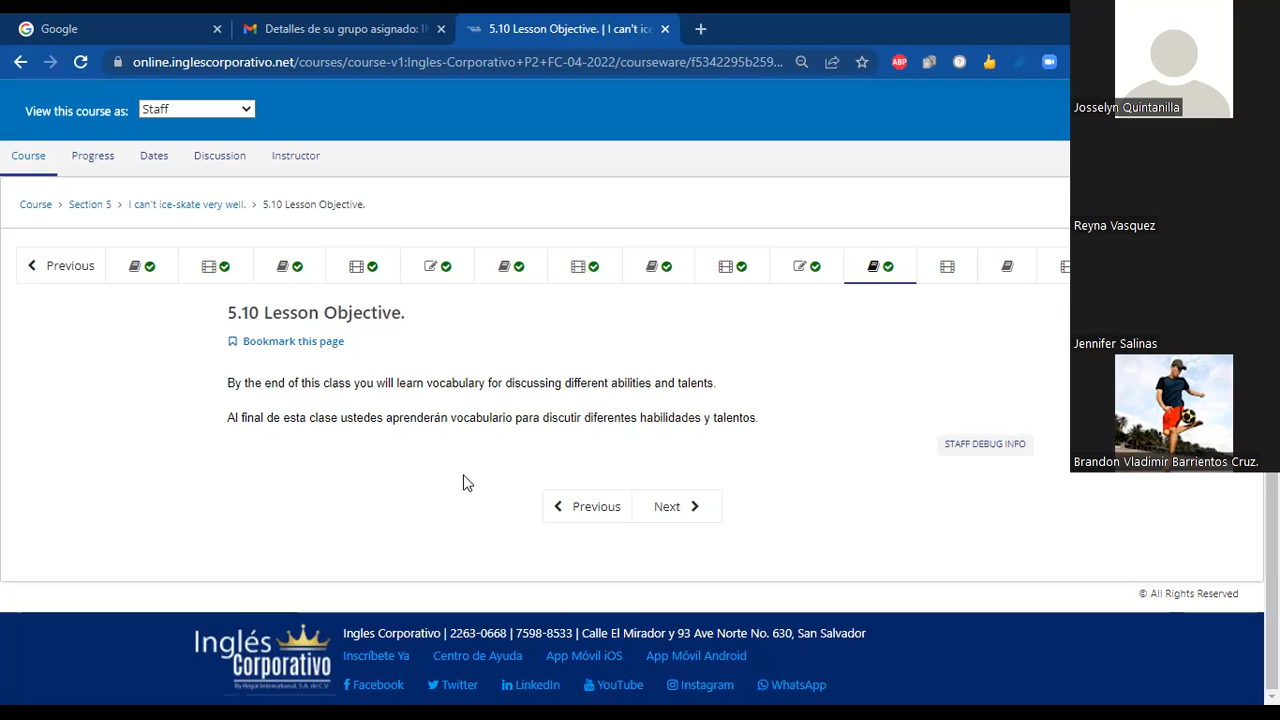 Google
Detalles de su grupo asignado: I
5.10 Lesson Objective. | I can't ice
online.inglescorporativo.net/courses/course-v1:Ingles-Corporativo+P2+FC-04-2022/courseware/f5342295b259...
ABP
View this course as:
Staff
Course
Progress
Dates
Discussion
Instructor
Course > Section 5 > I can't ice-skate very well. > 5.10 Lesson Objective.
Previous
5.10 Lesson Objective.
Bookmark this page
By the end of this class you will learn vocabulary for discussing different abilities and talents.
Al final de esta clase ustedes aprenderán vocabulario para discutir diferentes habilidades y talentos.
STAFF DEBUG INFO
Previous
Next
© All Rights Reserved
Inglés
Corporativo
By Regal International, S.A. de C.V.
Ingles Corporativo | 2263-0668 | 7598-8533 | Calle El Mirador y 93 Ave Norte No. 630, San Salvador
Inscríbete Ya
Centro de Ayuda
App Móvil iOS
App Móvil Android
Facebook
Twitter
LinkedIn
YouTube
Instagram
WhatsApp
Josselyn Quintanilla
Reyna Vasquez
Jennifer Salinas
Brandon Vladimir Barrientos Cruz.